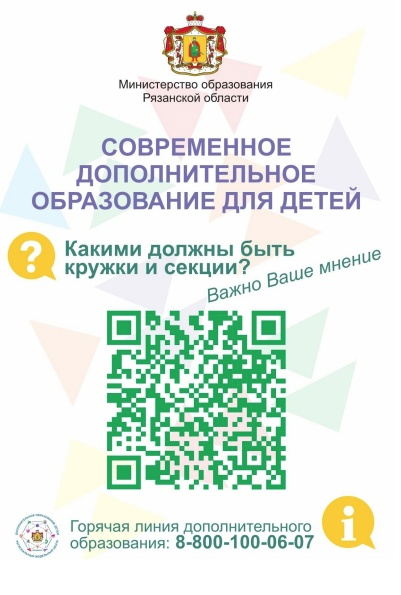 Министерство образования
Рязанской области
СОВРЕМЕННОЕ
ДОПОЛНИТЕЛЬНОЕ
ОБРАЗОВАНИЕ ДЛЯ ДЕТЕЙ
Какими должны быть
кружки и секции?
Важно Ваше мнение
Горячая линия дополнительного
образования: 8-800-100-06-07